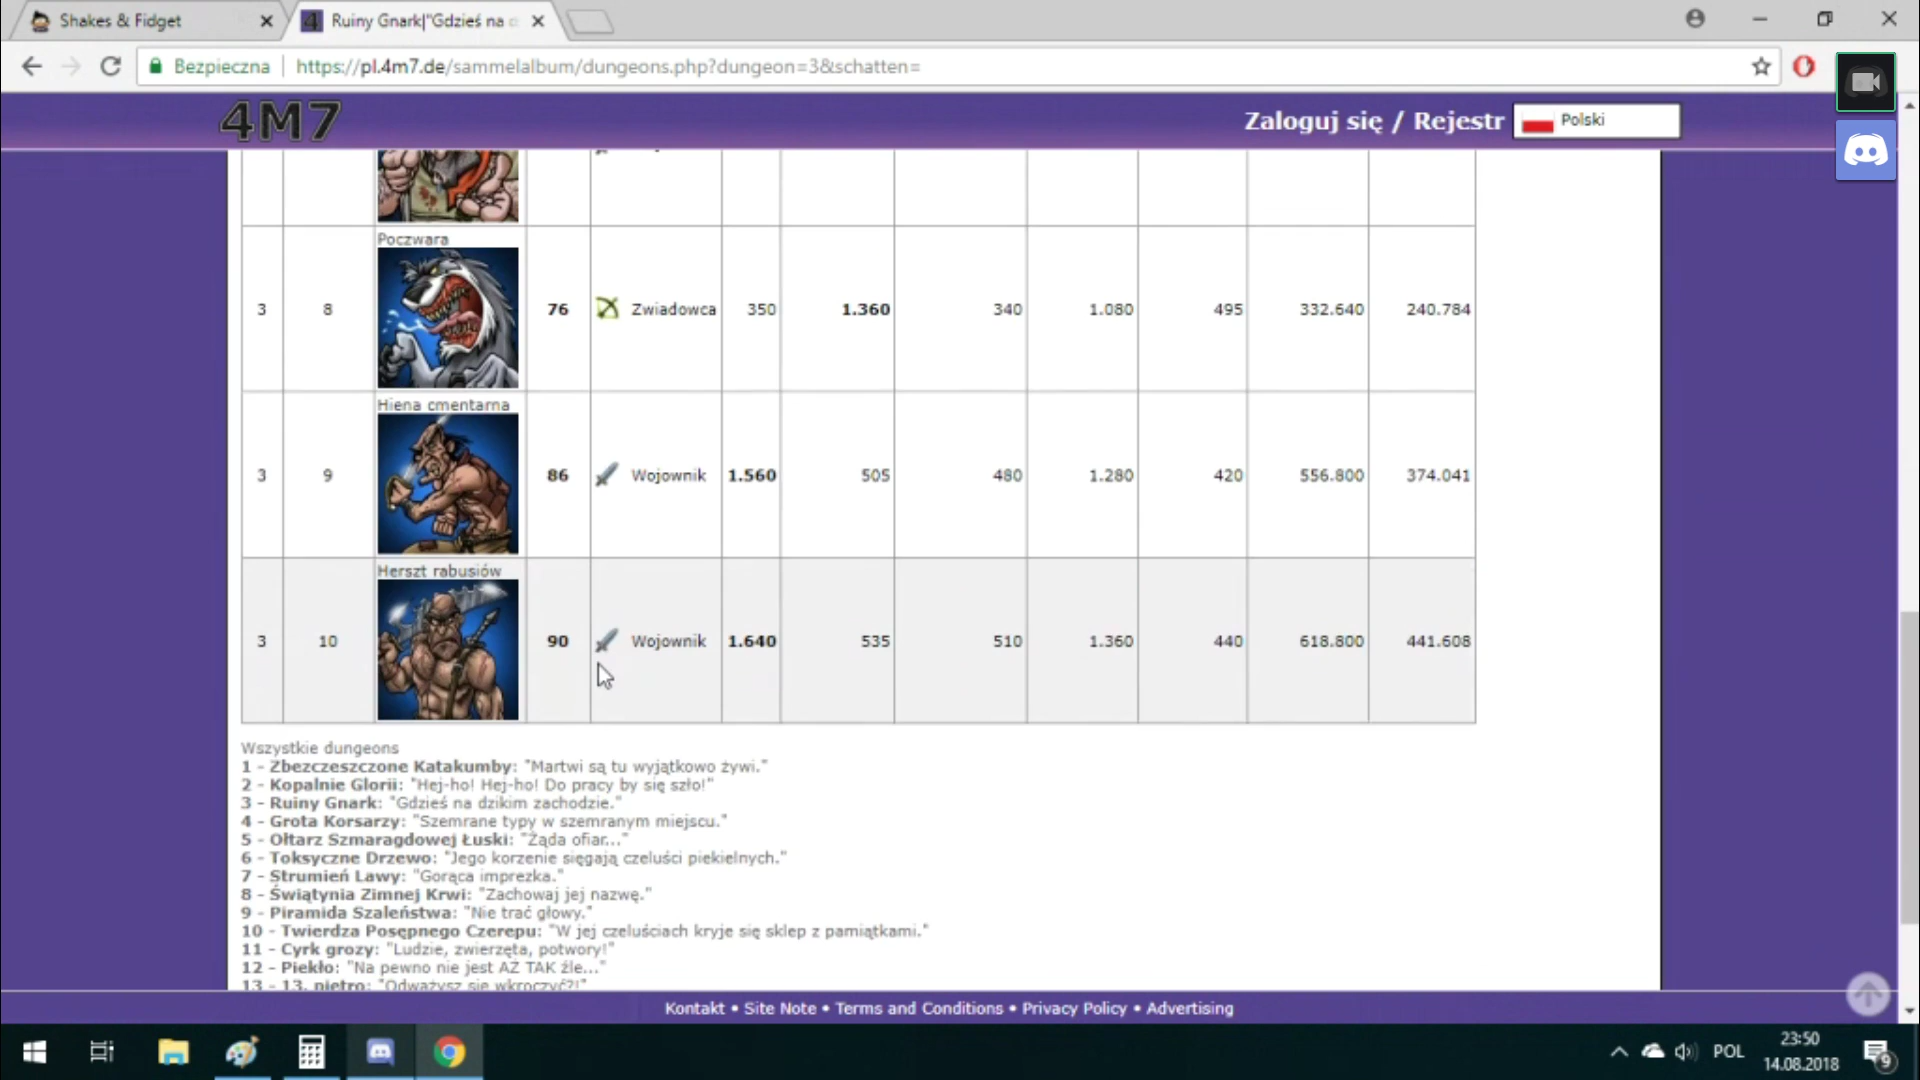 Shakes & Fidget
Ruiny Gnark|"Gdzieś na d
Bezpieczna https://pl.4m7.de/sammelalbum/dungeons.php?dungeon=3&schatten=
4M7
Zaloguj się / Rejestr
Polski
Poczwara
3 8 76 Zwiadowca 350 1.360 340 1.080 495 332.640 240.784
Hiena cmentarna
3 9 86 Wojownik 1.560 505 480 1.280 420 556.800 374.041
Herszt rabusiów
3 10 90 Wojownik 1.640 535 510 1.360 440 618.800 441.608
Wszystkie dungeons
1 - Zbezczeszczone Katakumby: "Martwi są tu wyjątkowo żywi."
2 - Kopalnie Glorii: "Hej-ho! Hej-ho! Do pracy by się szło!"
3 - Ruiny Gnark: "Gdzieś na dzikim zachodzie."
4 - Grota Korsarzy: "Szemrane typy w szemranym miejscu."
5 - Ołtarz Szmaragdowej Łuski: "Żąda ofiar..."
6 - Toksyczne Drzewo: "Jego korzenie sięgają czeluści piekielnych."
7 - Strumień Lawy: "Gorąca imprezka."
8 - Świątynia Zimnej Krwi: "Zachowaj jej nazwę."
9 - Piramida Szaleństwa: "Nie trać głowy."
10 - Twierdza Posępnego Czerepu: "W jej czeluściach kryje się sklep z pamiątkami."
11 - Cyrk grozy: "Ludzie, zwierzęta, potwory!"
12 - Piekło: "Na pewno nie jest AŻ TAK źle..."
13 - 13. piętro: "Odważysz się wkroczyć?!"
Kontakt • Site Note • Terms and Conditions • Privacy Policy • Advertising
POL
23:50
14.08.2018
9